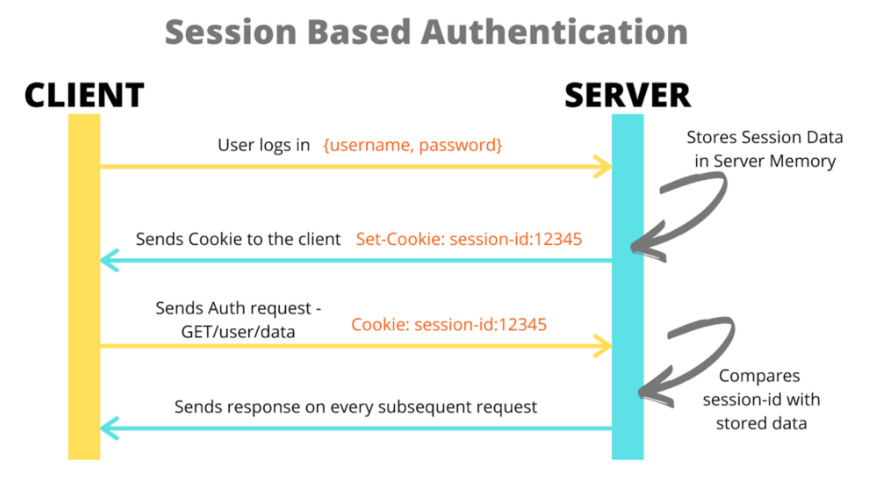 Session Based Authentication
CLIENT
SERVER
User logs in {username, password}
Stores Session Data
in Server Memory
Sends Cookie to the client Set-Cookie: session-id:12345
Sends Auth request -
GET/user/data
Cookie: session-id:12345
Compares
session-id with
stored data
Sends response on every subsequent request